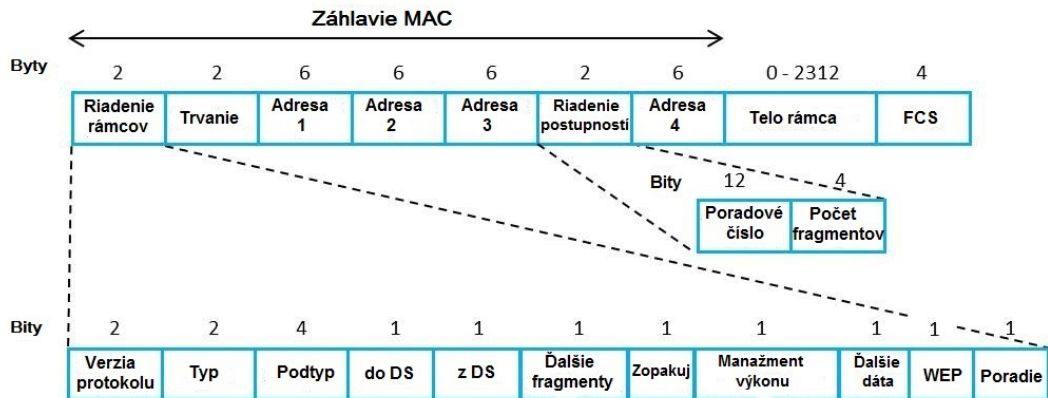 Záhlavie MAC
Byty 2 2 6 6 6 2 6 0 - 2312 4
Riadenie rámcov
Trvanie
Adresa 1
Adresa 2
Adresa 3
Riadenie postupností
Adresa 4
Telo rámca
FCS
Bity 12 4
Poradové číslo
Počet fragmentov
Bity 2 2 4 1 1 1 1 1 1 1 1
Verzia protokolu
Typ
Podtyp
do DS
z DS
Ďalšie fragmenty
Zopakuj
Manažment výkonu
Ďalšie dáta
WEP
Poradie